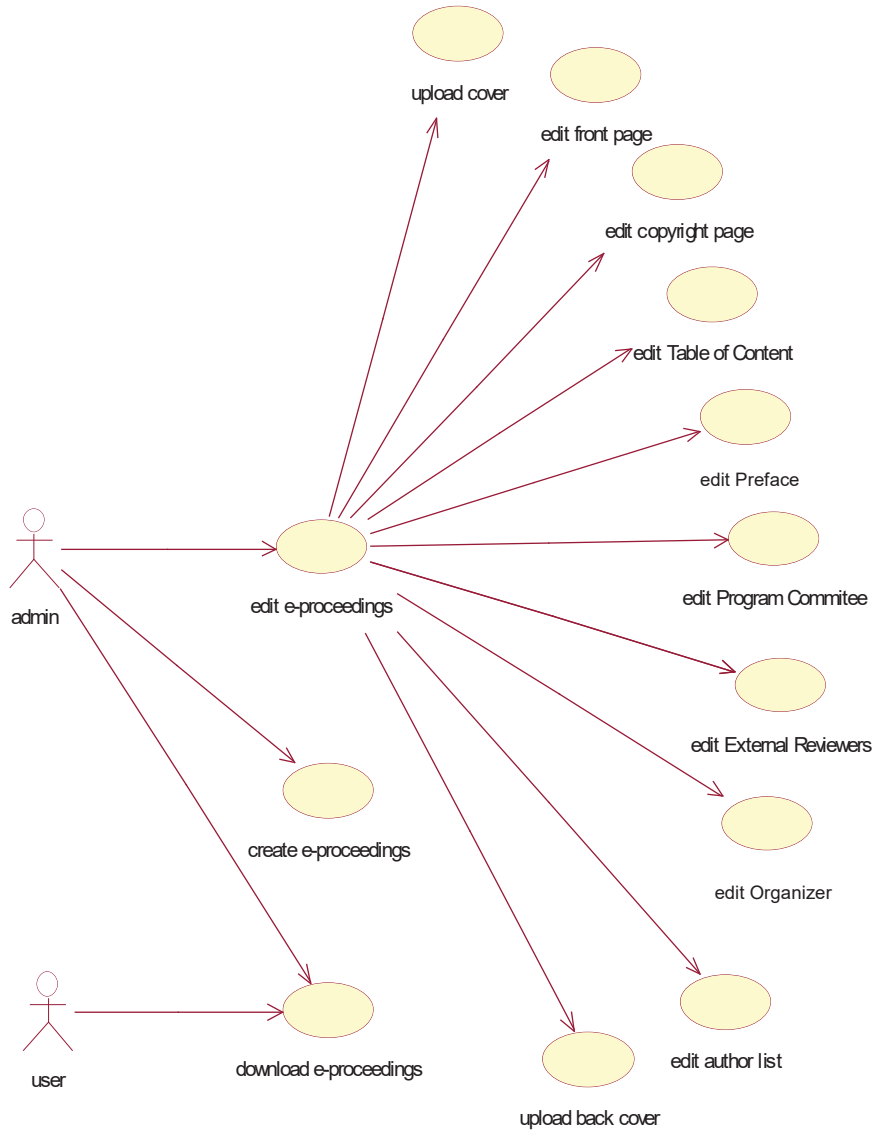 upload cover
edit front page
edit copyright page
edit Table of Content
edit Preface
edit Program Commitee
admin
edit e-proceedings
edit External Reviewers
create e-proceedings
edit Organizer
user
download e-proceedings
edit author list
upload back cover